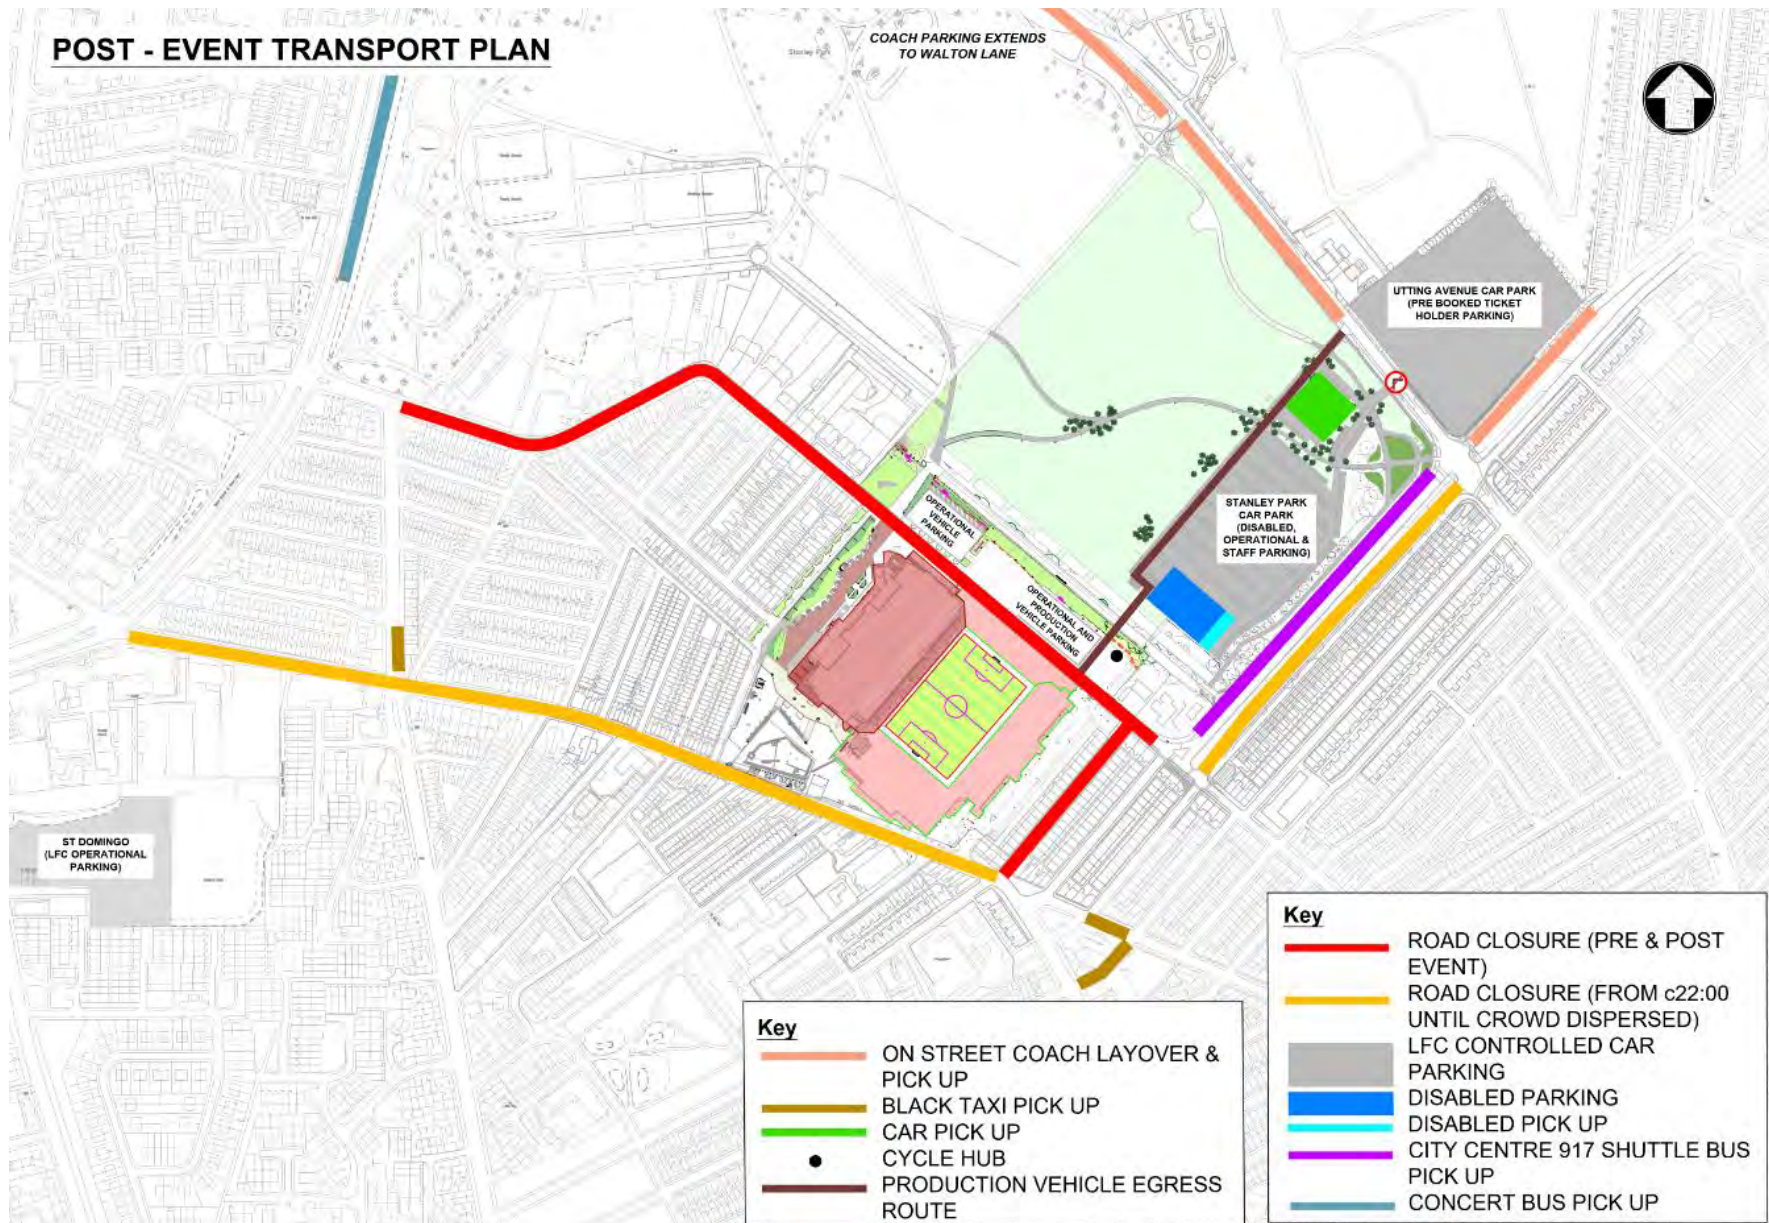 POST - EVENT TRANSPORT PLAN
COACH PARKING EXTENDS
TO WALTON LANE
Stanley Park
UTTING AVENUE CAR PARK
(PRE BOOKED TICKET
HOLDER PARKING)
OPERATIONAL
VEHICLE
PARKING
STANLEY PARK
CAR PARK
(DISABLED,
OPERATIONAL &
STAFF PARKING)
OPERATIONAL AND
PRODUCTION
VEHICLE PARKING
ST DOMINGO
(LFC OPERATIONAL
PARKING)
Key
ON STREET COACH LAYOVER &
PICK UP
BLACK TAXI PICK UP
CAR PICK UP
CYCLE HUB
PRODUCTION VEHICLE EGRESS
ROUTE
Key
ROAD CLOSURE (PRE & POST
EVENT)
ROAD CLOSURE (FROM c22:00
UNTIL CROWD DISPERSED)
LFC CONTROLLED CAR
PARKING
DISABLED PARKING
DISABLED PICK UP
CITY CENTRE 917 SHUTTLE BUS
PICK UP
CONCERT BUS PICK UP